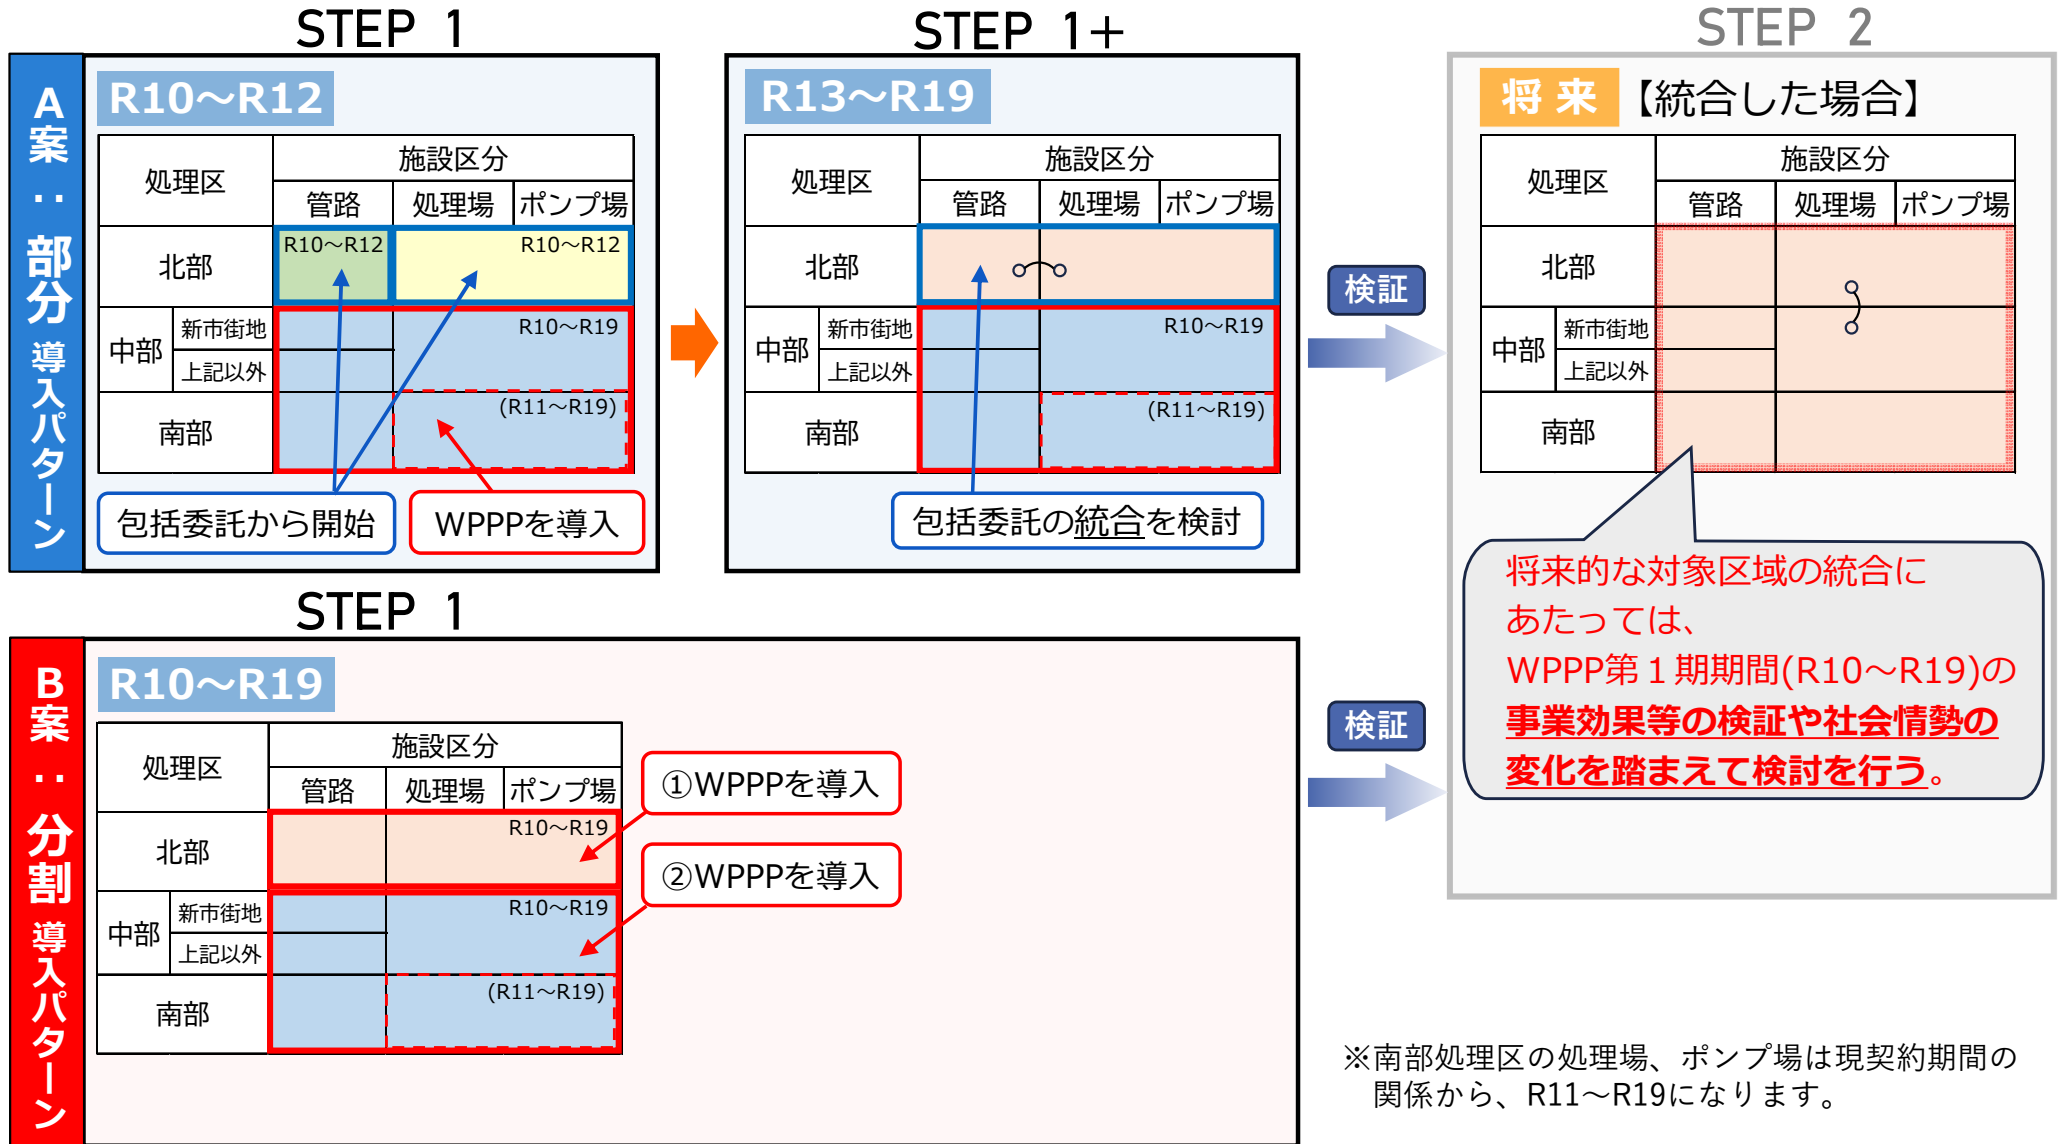 STEP 1
A案：部分 導入パターン
R10～R12
処理区
施設区分
管路 処理場 ポンプ場
北部
R10～R12
R10～R12
中部
新市街地
上記以外
R10～R19
南部
(R11～R19)
包括委託から開始
WPPPを導入
STEP 1+
R13～R19
処理区
施設区分
管路 処理場 ポンプ場
北部
中部
新市街地
上記以外
R10～R19
南部
(R11～R19)
包括委託の統合を検討
検証
STEP 2
将来 【統合した場合】
処理区
施設区分
管路 処理場 ポンプ場
北部
中部
新市街地
上記以外
南部
将来的な対象区域の統合に
あたっては、
WPPP第１期期間(R10～R19)の
事業効果等の検証や社会情勢の
変化を踏まえて検討を行う。
STEP 1
B案：分割 導入パターン
R10～R19
処理区
施設区分
管路 処理場 ポンプ場
北部
R10～R19
中部
新市街地
上記以外
R10～R19
南部
(R11～R19)
①WPPPを導入
②WPPPを導入
検証
※南部処理区の処理場、ポンプ場は現契約期間の
関係から、R11～R19になります。